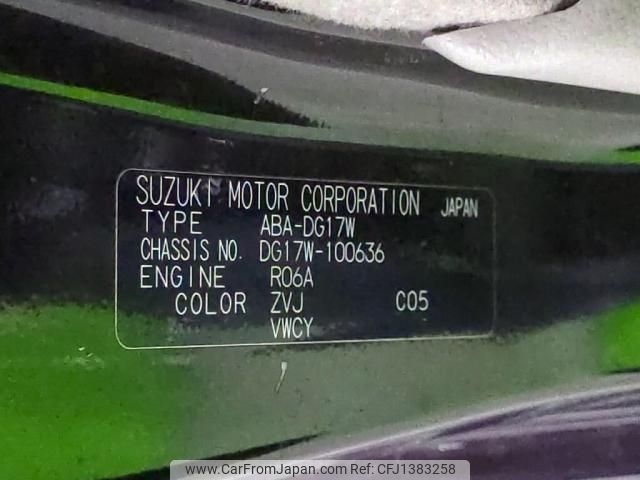 SUZUKI MOTOR CORPORATION JAPAN
TYPE ABA-DG17W
CHASSIS NO. DG17W-100636
ENGINE R06A
COLOR ZVJ C05
VWCY
www.CarFromJapan.com Ref: CFJ1383258